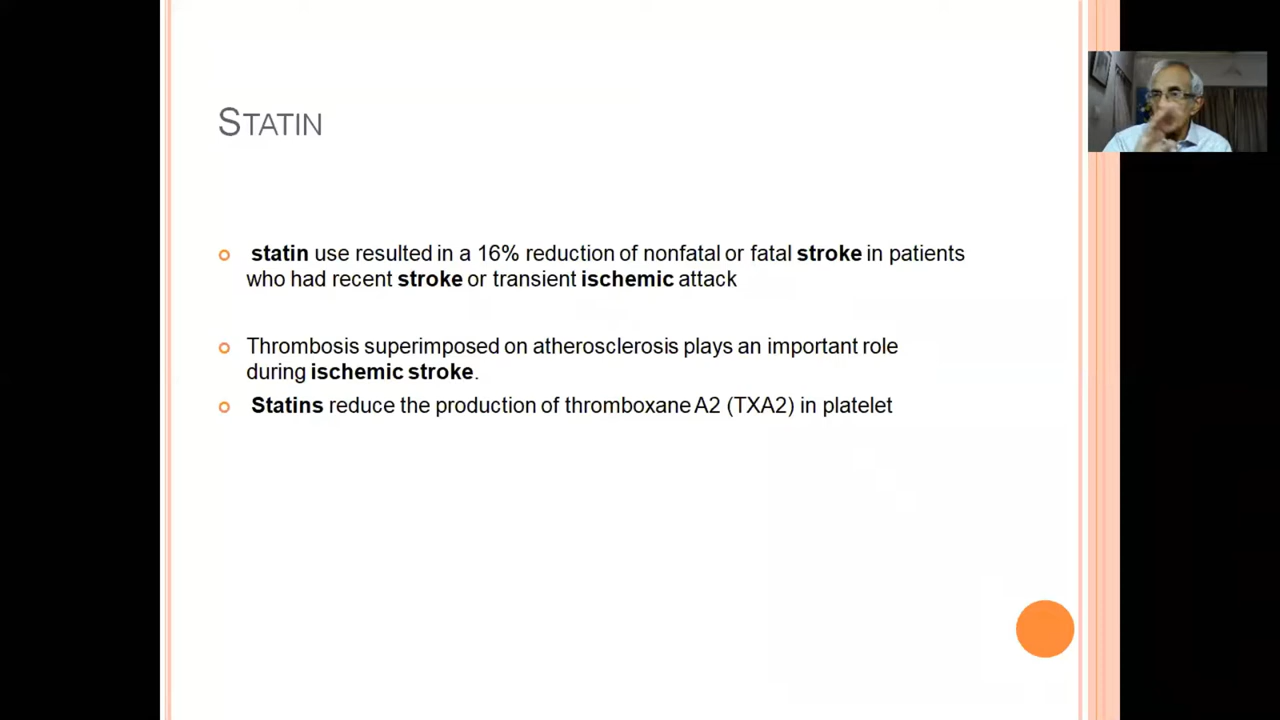 STATIN
statin use resulted in a 16% reduction of nonfatal or fatal stroke in patients
who had recent stroke or transient ischemic attack
Thrombosis superimposed on atherosclerosis plays an important role
during ischemic stroke.
Statins reduce the production of thromboxane A2 (TXA2) in platelet